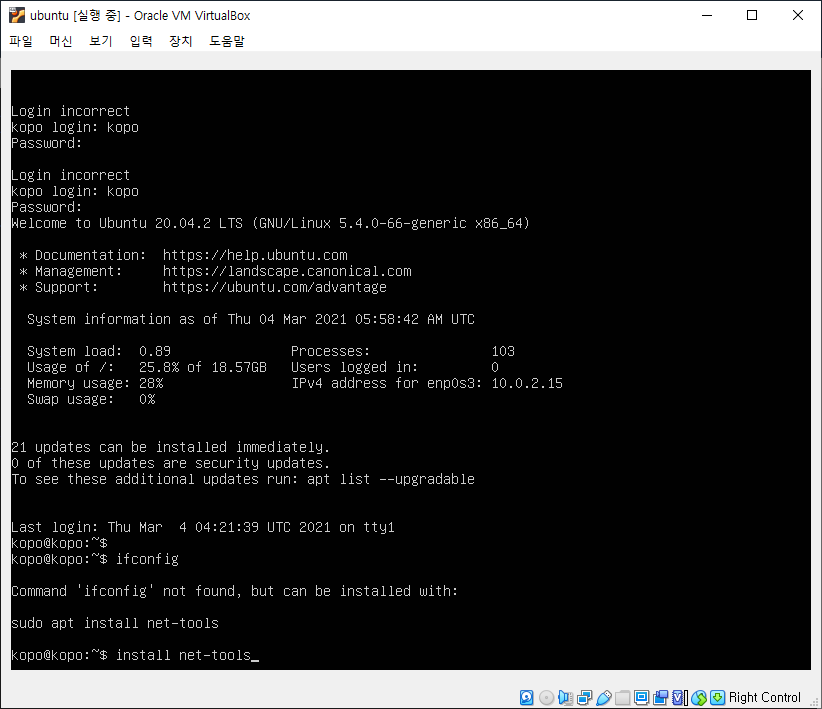 ubuntu [실행 중] - Oracle VM VirtualBox
파일 머신 보기 입력 장치 도움말
Login incorrect
kopo login: kopo
Password:
Login incorrect
kopo login: kopo
Password:
Welcome to Ubuntu 20.04.2 LTS (GNU/Linux 5.4.0-66-generic x86_64)
* Documentation: https://help.ubuntu.com
* Management: https://landscape.canonical.com
* Support: https://ubuntu.com/advantage
System information as of Thu 04 Mar 2021 05:58:42 AM UTC
System load: 0.89 Processes: 103
Usage of /: 25.8% of 18.57GB Users logged in: 0
Memory usage: 28% IPv4 address for enp0s3: 10.0.2.15
Swap usage: 0%
21 updates can be installed immediately.
0 of these updates are security updates.
To see these additional updates run: apt list --upgradable
Last login: Thu Mar 4 04:21:39 UTC 2021 on tty1
kopo@kopo:~$
kopo@kopo:~$ ifconfig
Command 'ifconfig' not found, but can be installed with:
sudo apt install net-tools
kopo@kopo:~$ install net-tools_
Right Control